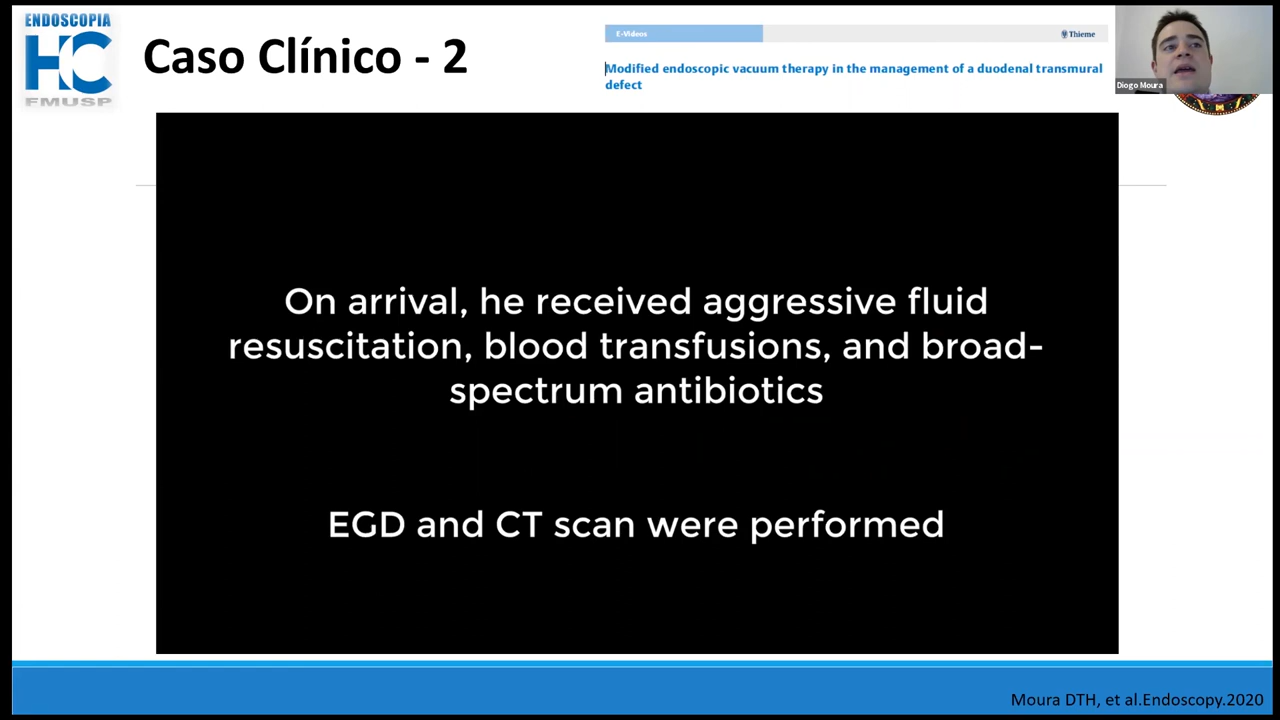 ENDOSCOPIA
HC
FMUSP
Caso Clínico - 2
E-Videos
Thieme
Modified endoscopic vacuum therapy in the management of a duodenal transmural
defect
Diogo Moura
On arrival, he received aggressive fluid
resuscitation, blood transfusions, and broad-
spectrum antibiotics
EGD and CT scan were performed
Moura DTH, et al.Endoscopy.2020